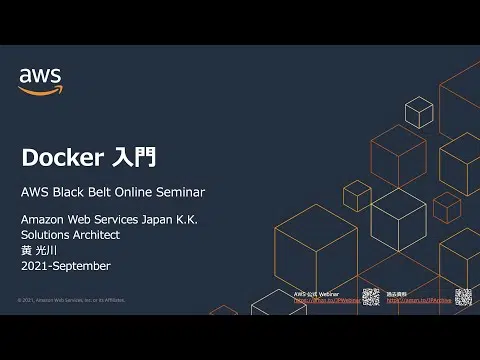 aws
Docker 入門
AWS Black Belt Online Seminar
Amazon Web Services Japan K.K.
Solutions Architect
黄 光川
2021-September
© 2021, Amazon Web Services, Inc. or its Affiliates.
AWS 公式 Webinar
https://amzn.to/JPWebinar
過去資料
https://amzn.to/JPArchive